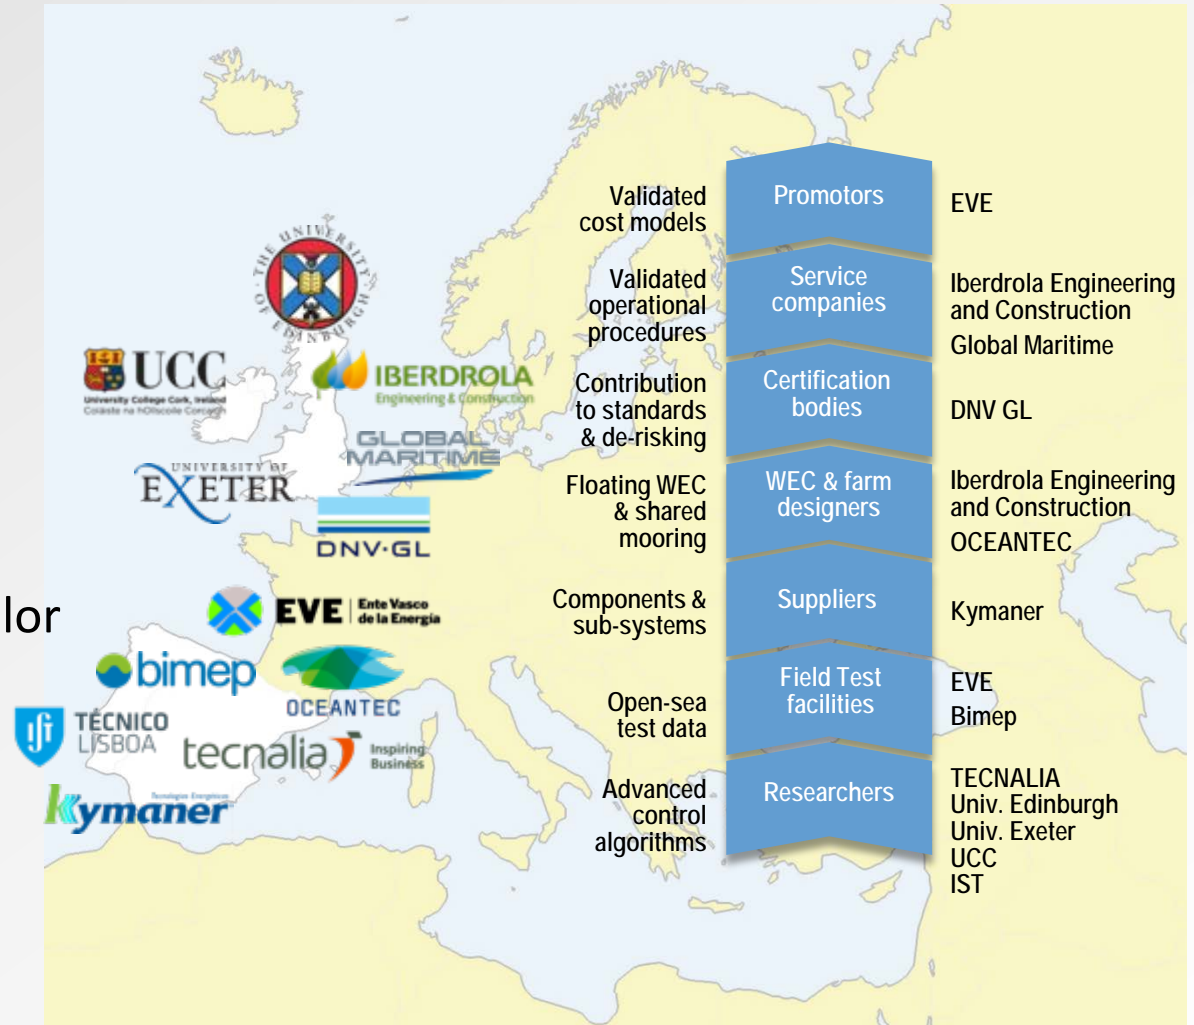 THE UNIVERSITY OF EDINBURGH
UCC
University College Cork, Ireland
Coláiste na hOllscoile Corcaigh
IBERDROLA
Engineering & Construction
GLOBAL
MARITIME
UNIVERSITY OF
EXETER
DNV·GL
lor
EVE
Ente Vasco
de la Energía
bimep
OCEANTEC
TÉCNICO
LISBOA
tecnalia
Inspiring
Business
Tecnologias Energéticas
kymaner
Validated
cost models
Promotors
EVE
Validated
operational
procedures
Service
companies
Iberdrola Engineering
and Construction
Global Maritime
Contribution
to standards
& de-risking
Certification
bodies
DNV GL
Floating WEC
& shared
mooring
WEC & farm
designers
Iberdrola Engineering
and Construction
OCEANTEC
Components &
sub-systems
Suppliers
Kymaner
Open-sea
test data
Field Test
facilities
EVE
Bimep
Advanced
control
algorithms
Researchers
TECNALIA
Univ. Edinburgh
Univ. Exeter
UCC
IST